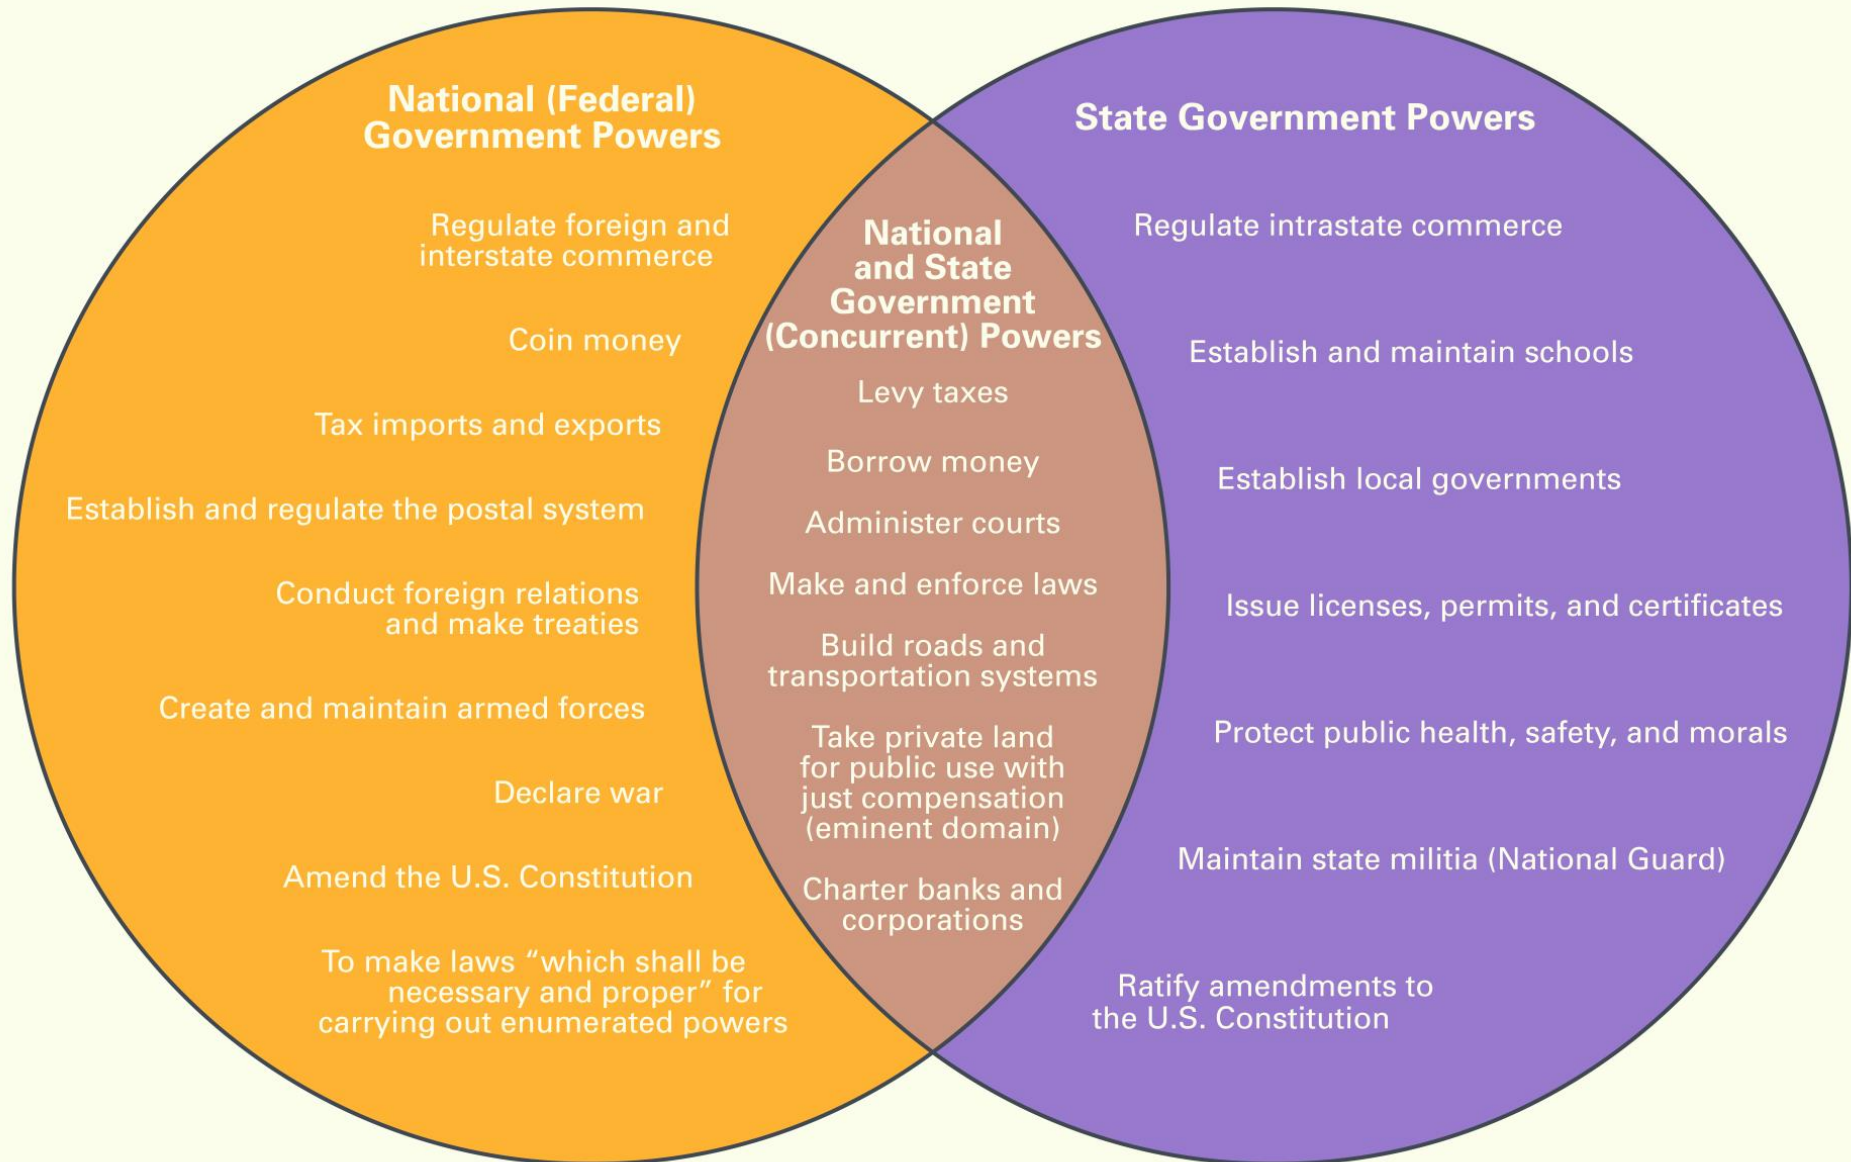 National (Federal)
Government Powers
Regulate foreign and
interstate commerce
Coin money
Tax imports and exports
Establish and regulate the postal system
Conduct foreign relations
and make treaties
Create and maintain armed forces
Declare war
Amend the U.S. Constitution
To make laws “which shall be
necessary and proper” for
carrying out enumerated powers
National
and State
Government
(Concurrent) Powers
Levy taxes
Borrow money
Administer courts
Make and enforce laws
Build roads and
transportation systems
Take private land
for public use with
just compensation
(eminent domain)
Charter banks and
corporations
State Government Powers
Regulate intrastate commerce
Establish and maintain schools
Establish local governments
Issue licenses, permits, and certificates
Protect public health, safety, and morals
Maintain state militia (National Guard)
Ratify amendments to
the U.S. Constitution